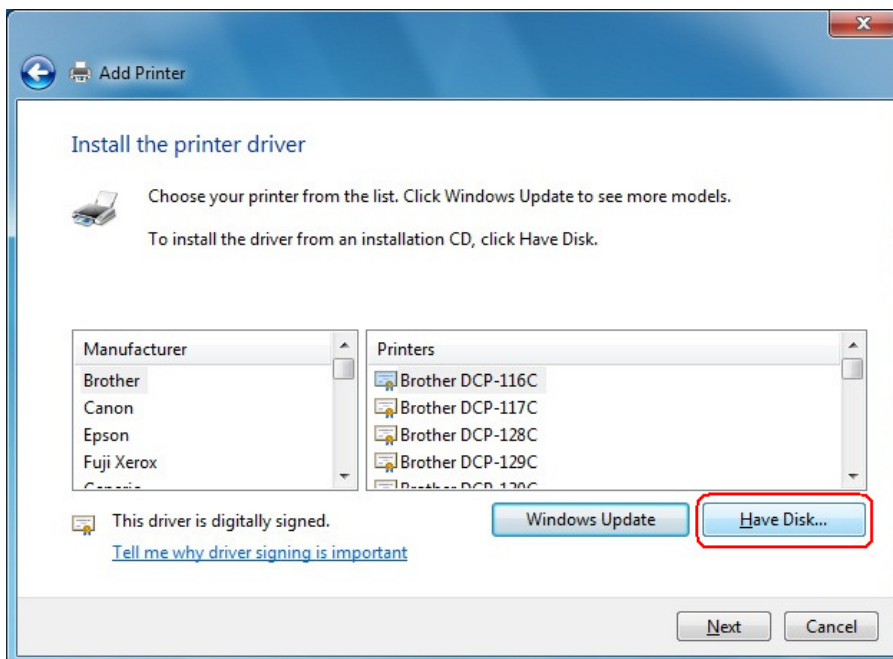 Add Printer
Install the printer driver
Choose your printer from the list. Click Windows Update to see more models.
To install the driver from an installation CD, click Have Disk.
Manufacturer
Brother
Canon
Epson
Fuji Xerox
Printers
Brother DCP-116C
Brother DCP-117C
Brother DCP-128C
Brother DCP-129C
This driver is digitally signed.
Tell me why driver signing is important
Windows Update
Have Disk...
Next
Cancel